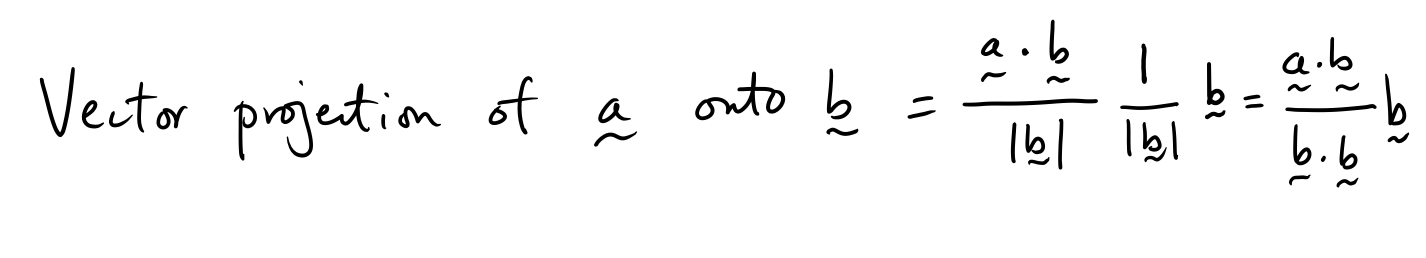 Vector projection of a̰ onto b̰ = (a̰ · b̰)/|b̰| 1/|b̰| b̰ = (a̰·b̰)/(b̰·b̰) b̰